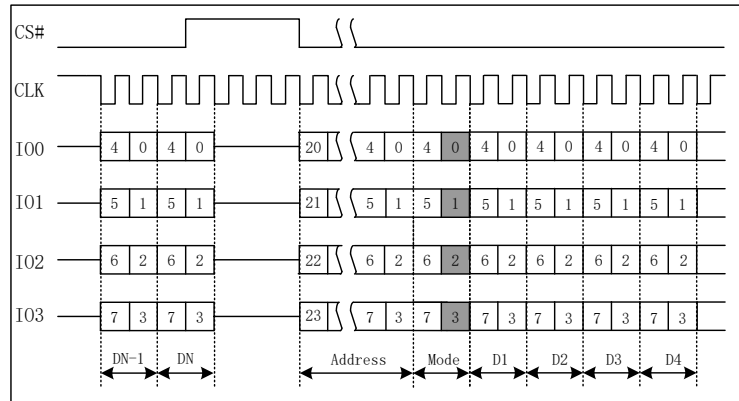 CS#
CLK
IO0 4 0 4 0 20 4 0 4 0 4 0 4 0 4 0 4 0
IO1 5 1 5 1 21 5 1 5 1 5 1 5 1 5 1 5 1
IO2 6 2 6 2 22 6 2 6 2 6 2 6 2 6 2 6 2
IO3 7 3 7 3 23 7 3 7 3 7 3 7 3 7 3 7 3
DN-1 DN Address Mode D1 D2 D3 D4